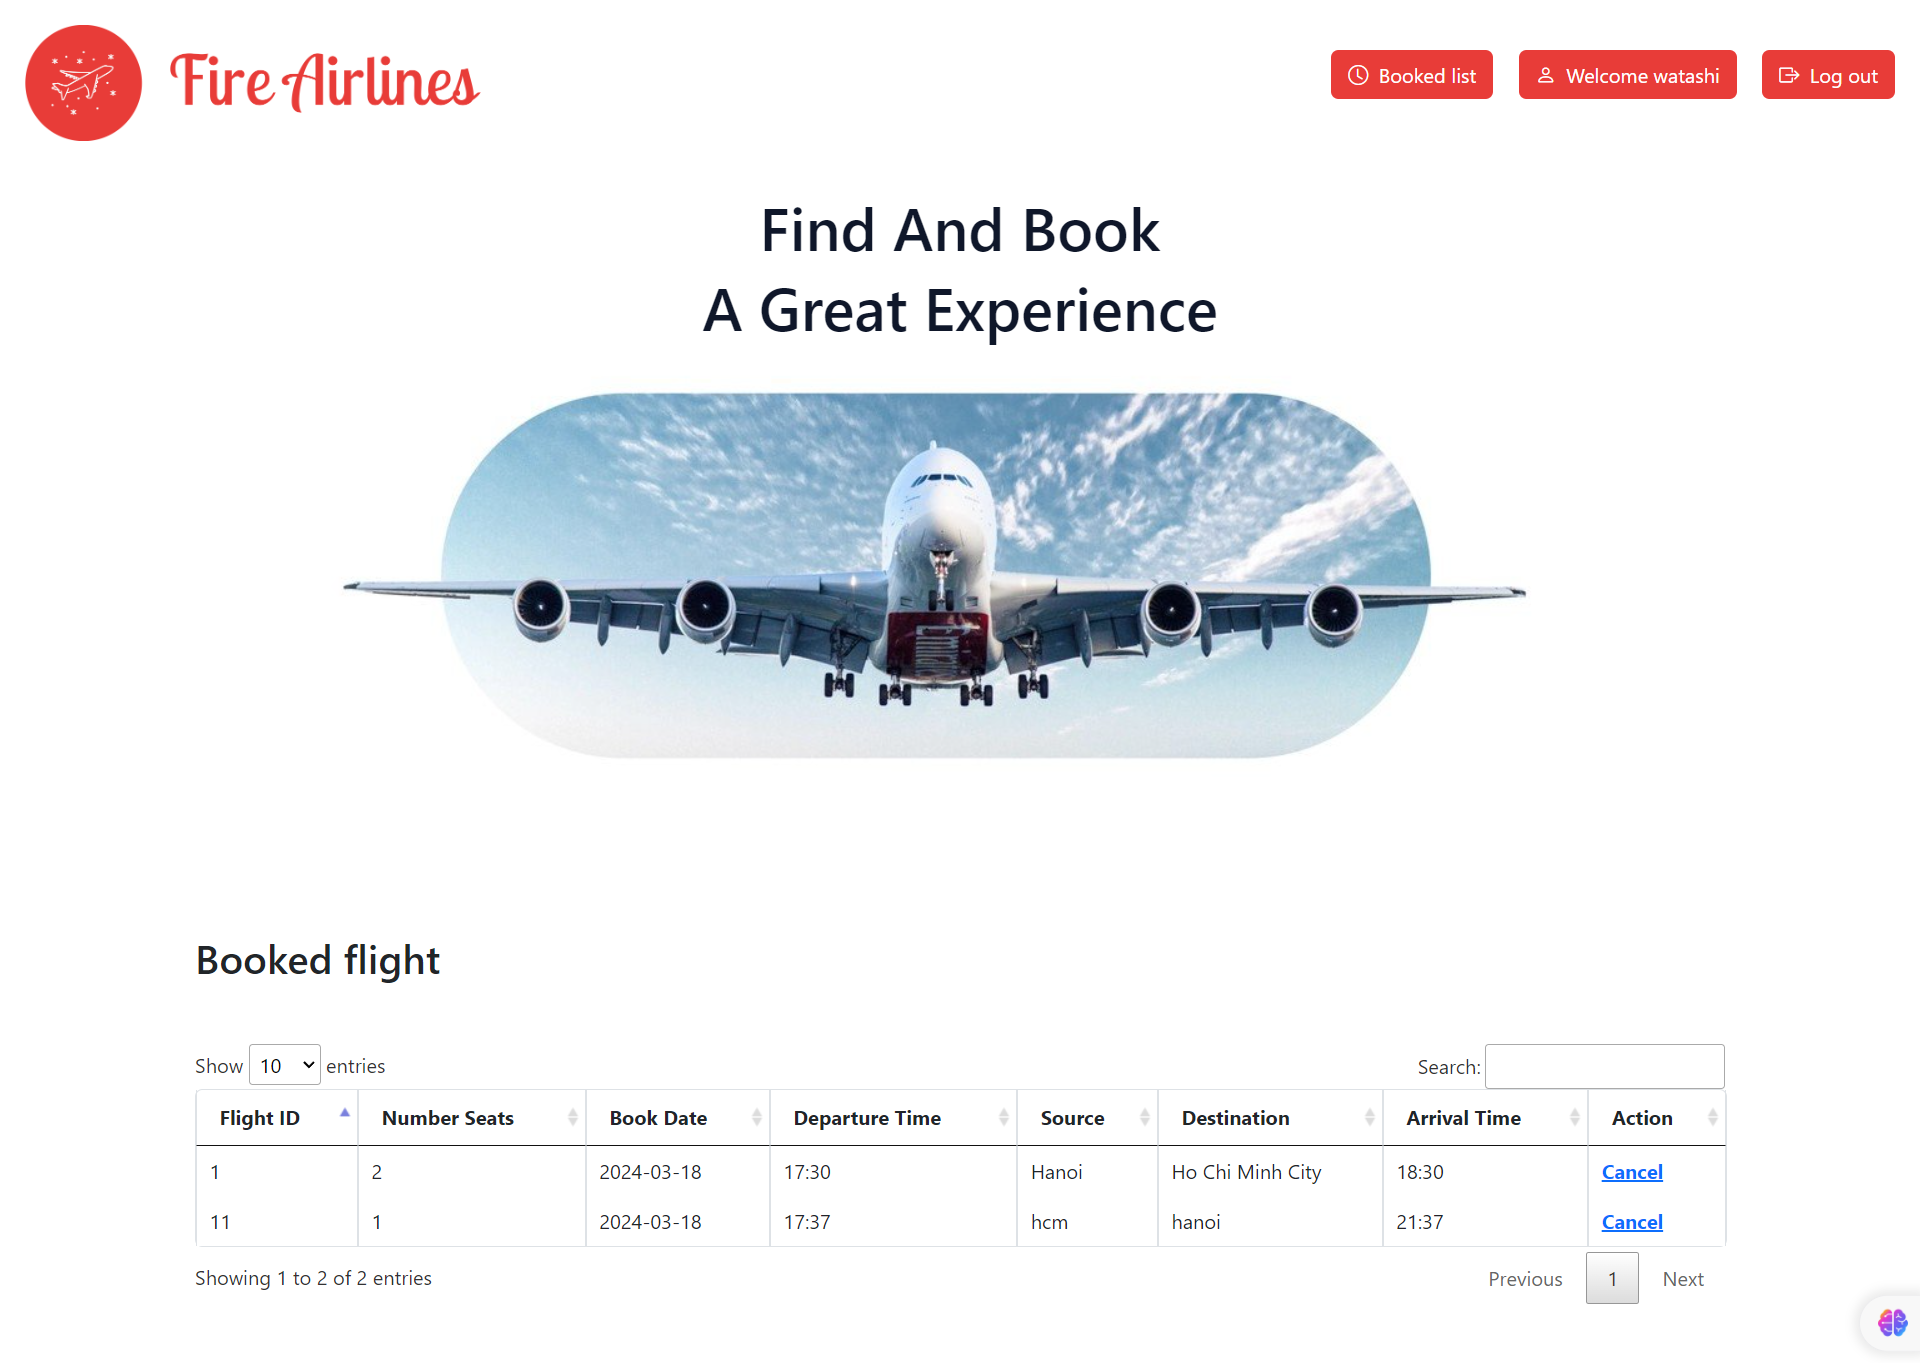 Fire Airlines
Booked list
Welcome watashi
Log out
Find And Book
A Great Experience
Booked flight
Show 10 entries
Search:
Flight ID Number Seats Book Date Departure Time Source Destination Arrival Time Action
1 2 2024-03-18 17:30 Hanoi Ho Chi Minh City 18:30 Cancel
11 1 2024-03-18 17:37 hcm hanoi 21:37 Cancel
Showing 1 to 2 of 2 entries
Previous 1 Next